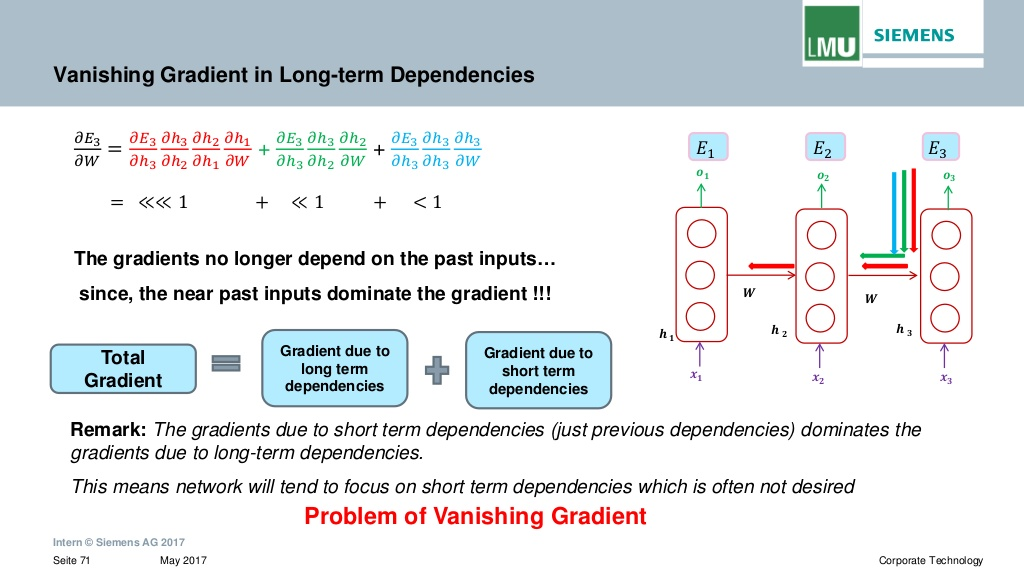 LMU
SIEMENS
Vanishing Gradient in Long-term Dependencies
∂E₃/∂W = ∂E₃/∂h₃ ∂h₃/∂h₂ ∂h₂/∂h₁ ∂h₁/∂W + ∂E₃/∂h₃ ∂h₃/∂h₂ ∂h₂/∂W + ∂E₃/∂h₃ ∂h₃/∂h₃ ∂h₃/∂W
= ⋘ 1 + ≪ 1 + < 1
The gradients no longer depend on the past inputs…
since, the near past inputs dominate the gradient !!!
E₁ E₂ E₃
o₁ o₂ o₃
W W
h₁ h₂ h₃
x₁ x₂ x₃
Total
Gradient
=
Gradient due to
long term
dependencies
+
Gradient due to
short term
dependencies
Remark: The gradients due to short term dependencies (just previous dependencies) dominates the
gradients due to long-term dependencies.
This means network will tend to focus on short term dependencies which is often not desired
Problem of Vanishing Gradient
Intern © Siemens AG 2017
Seite 71 May 2017 Corporate Technology